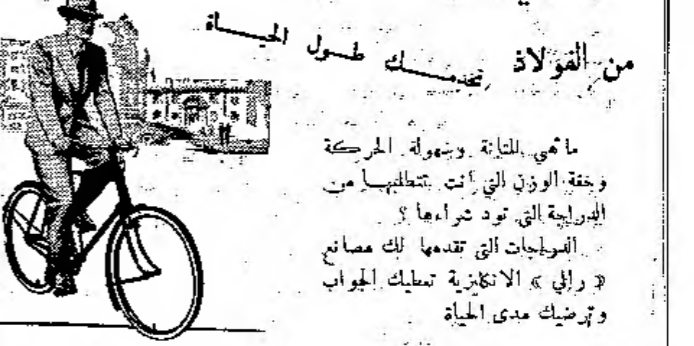 من الفولاذ تخدمك طول الحياة
ما هي المتانة وسهولة الحركة
وخفة الوزن التي أنت تتطلبها من
الدراجة التي تود شراءها ؟
الدراجات التي تقدمها لك مصانع
« رالي » الانكليزية تعطيك الجواب
وترضيك مدى الحياة